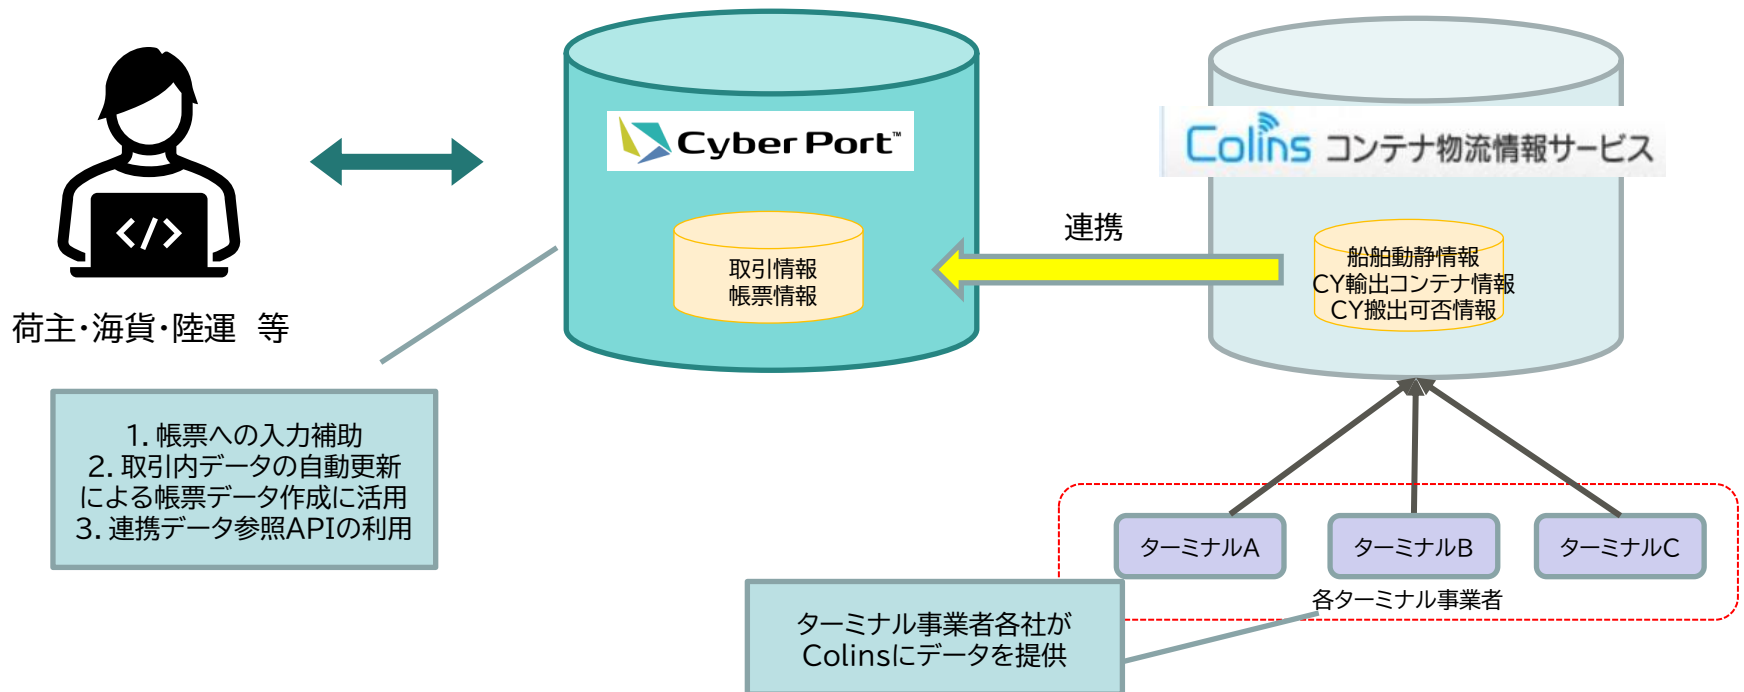 Cyber Port™
Colins コンテナ物流情報サービス
</>
連携
取引情報
帳票情報
船舶動静情報
CY輸出コンテナ情報
CY搬出可否情報
荷主・海貨・陸運　等
1. 帳票への入力補助
2. 取引内データの自動更新
による帳票データ作成に活用
3. 連携データ参照APIの利用
ターミナルA
ターミナルB
ターミナルC
各ターミナル事業者
ターミナル事業者各社が
Colinsにデータを提供